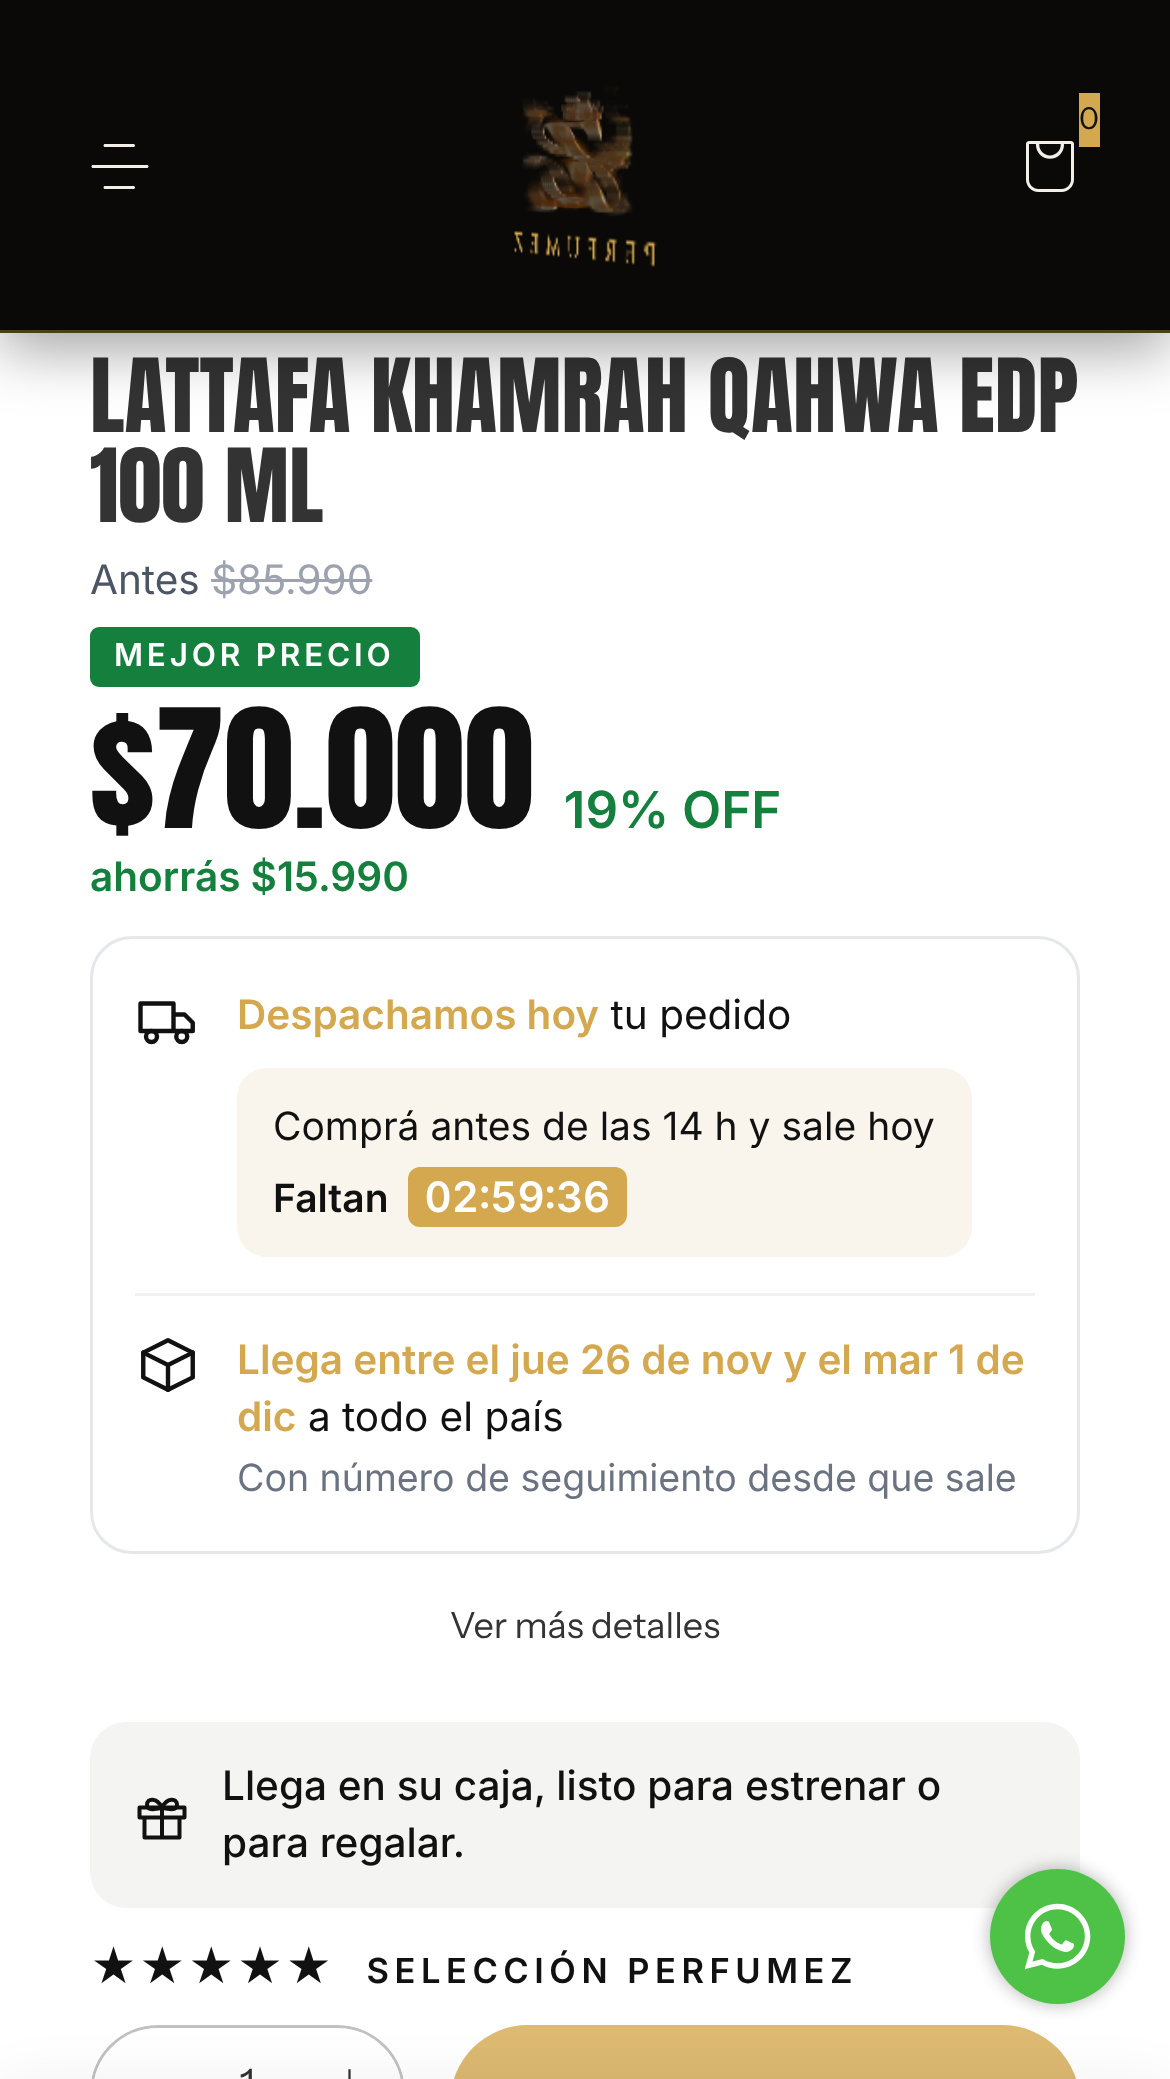 0
PERFUMEZ
LATTAFA KHAMRAH QAHWA EDP
100 ML
Antes $85.990
MEJOR PRECIO
$70.000 19% OFF
ahorrás $15.990
Despachamos hoy tu pedido
Comprá antes de las 14 h y sale hoy
Faltan 02:59:36
Llega entre el jue 26 de nov y el mar 1 de
dic a todo el país
Con número de seguimiento desde que sale
Ver más detalles
Llega en su caja, listo para estrenar o
para regalar.
★★★★★ SELECCIÓN PERFUMEZ
1 +